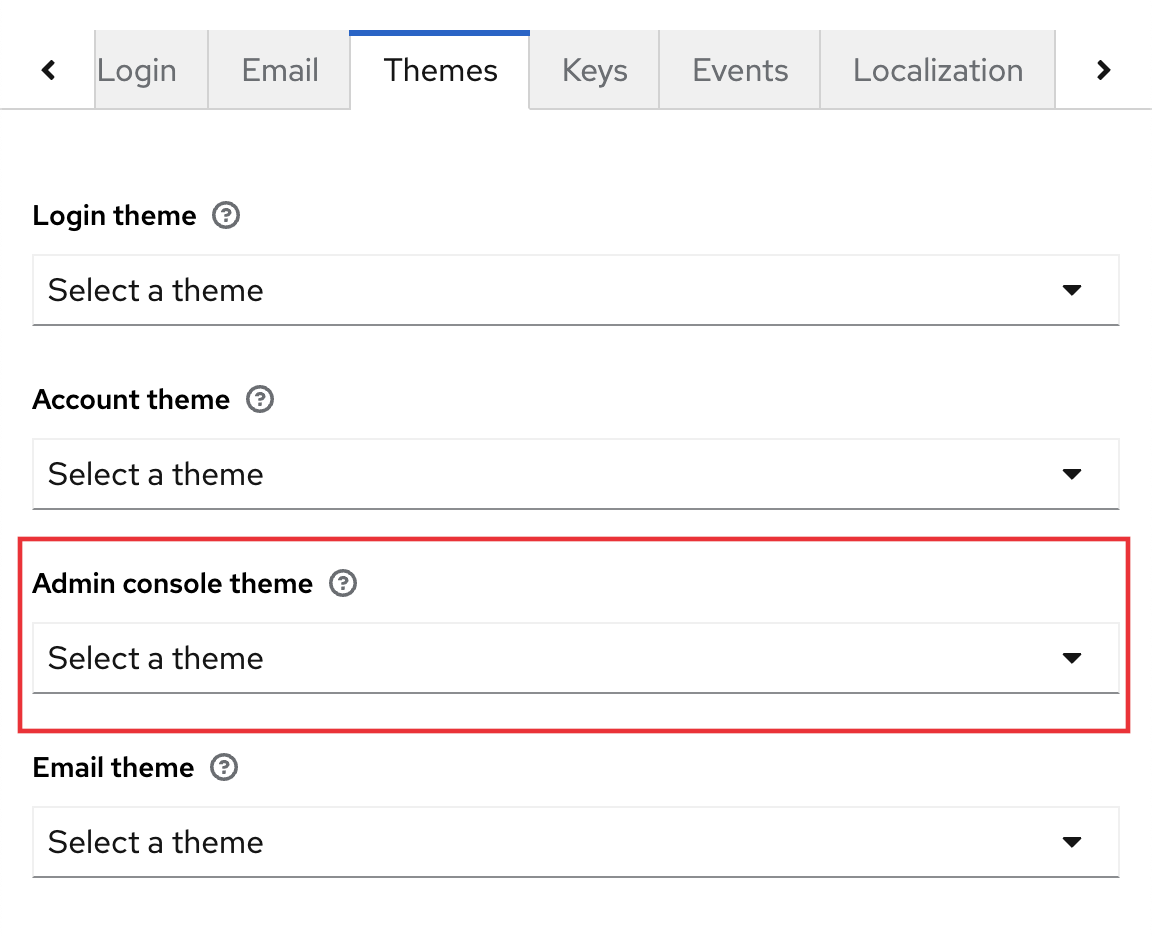 Login Email Themes Keys Events Localization
Login theme
Select a theme
Account theme
Select a theme
Admin console theme
Select a theme
Email theme
Select a theme